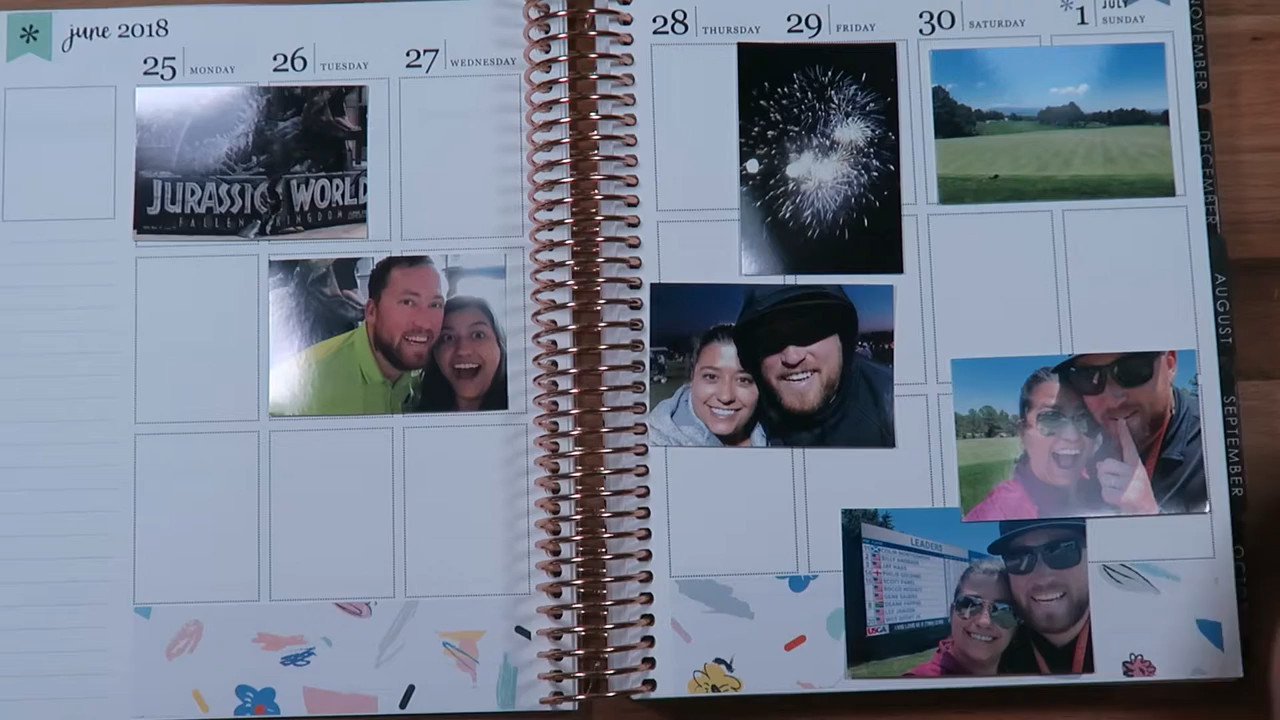 * june 2018
25 MONDAY
26 TUESDAY
27 WEDNESDAY
28 THURSDAY
29 FRIDAY
30 SATURDAY
*1 JULY SUNDAY
JURASSIC WORLD
FALLEN KINGDOM
LEADERS
USGA
NOVEMBER
DECEMBER
AUGUST
SEPTEMBER